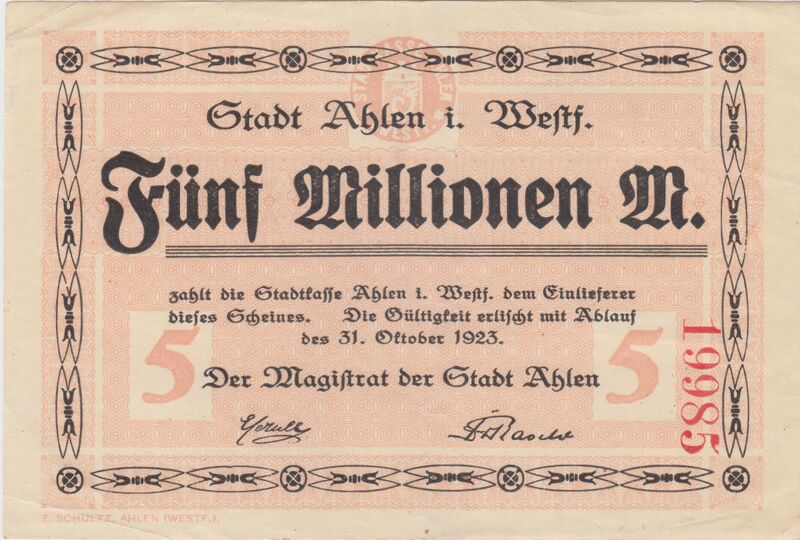 Stadt Ahlen i. Westf.
Fünf Millionen M.
zahlt die Stadtkasse Ahlen i. Westf. dem Einlieferer
dieses Scheines. Die Gültigkeit erlischt mit Ablauf
des 31. Oktober 1923.
5
5
Der Magistrat der Stadt Ahlen
19985
E. SCHULTZ, AHLEN (WESTF.).